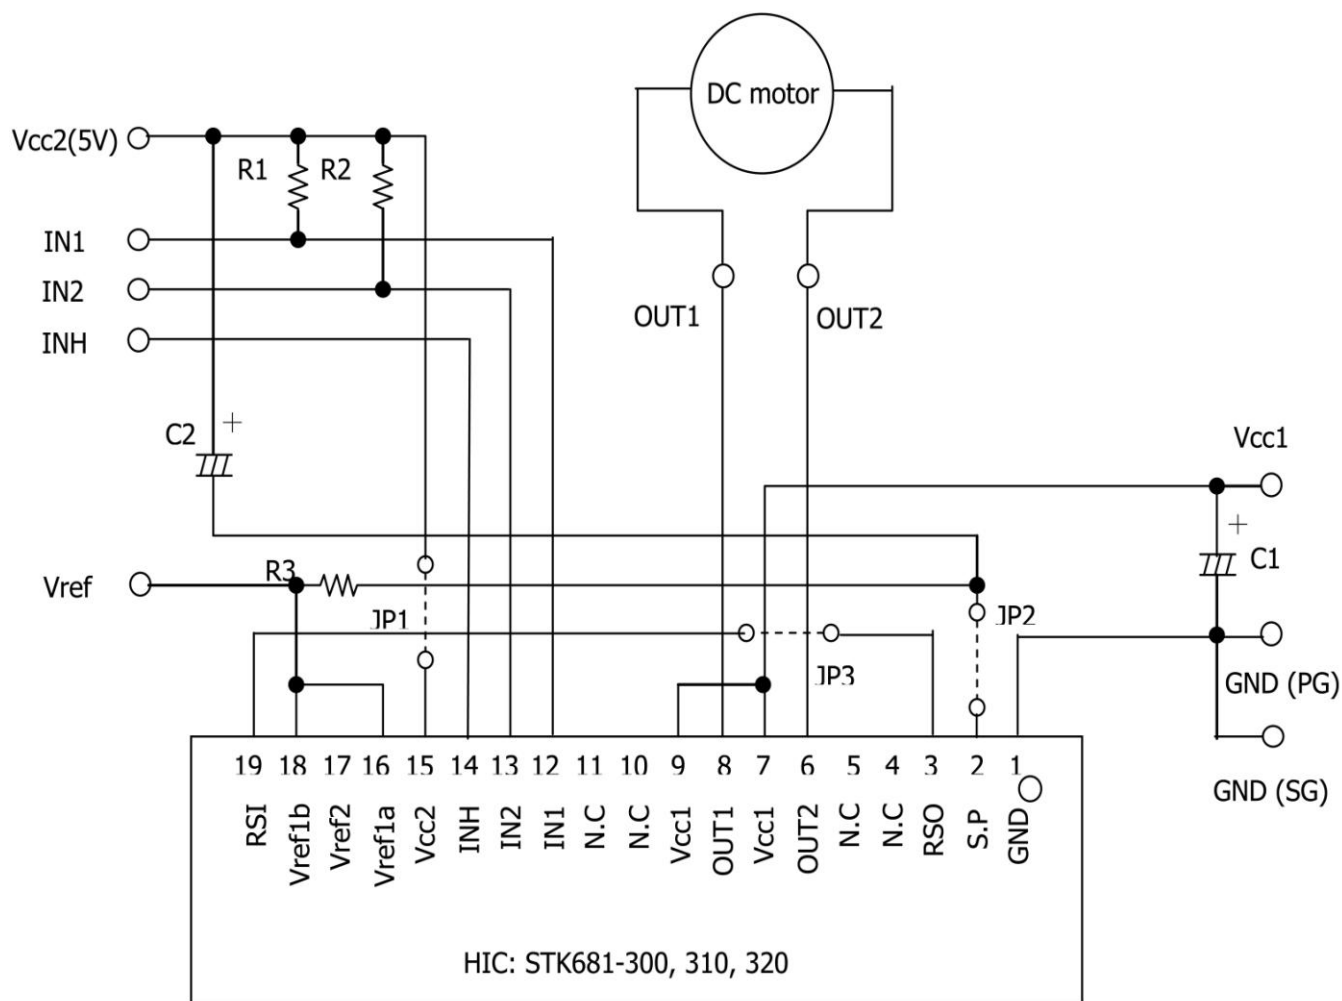 DC motor
Vcc2(5V)
R1
R2
IN1
IN2
INH
OUT1
OUT2
C2
+
Vcc1
+
C1
Vref
R3
JP1
JP2
JP3
GND (PG)
GND (SG)
19 18 17 16 15 14 13 12 11 10 9 8 7 6 5 4 3 2 1
RSI
Vref1b
Vref2
Vref1a
Vcc2
INH
IN2
IN1
N.C
N.C
Vcc1
OUT1
Vcc1
OUT2
N.C
N.C
RSO
S.P
GND
HIC: STK681-300, 310, 320